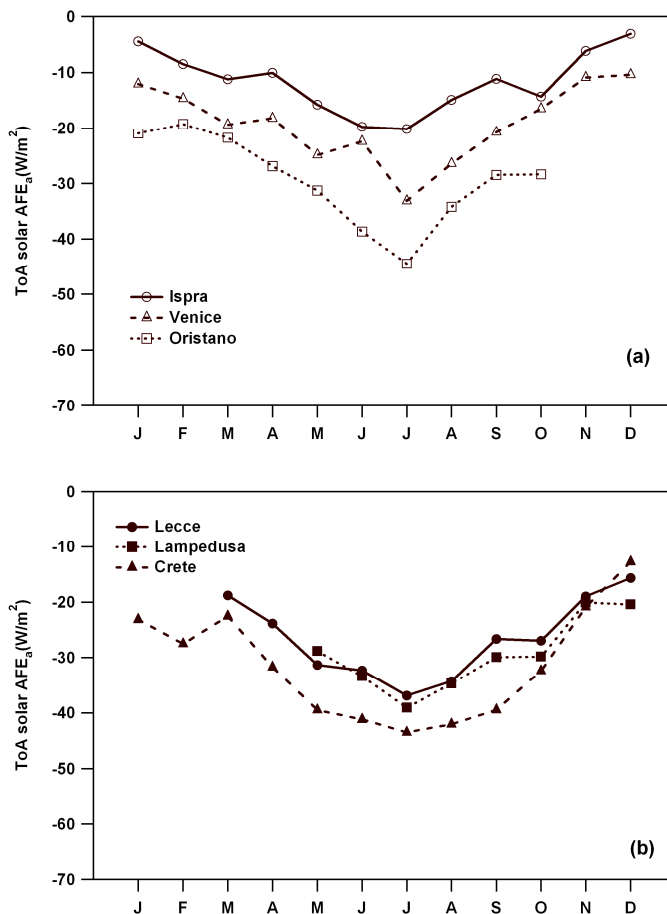 0
-10
-20
-30
-40
-50
-60
-70
ToA solar AFEa(W/m²)
Ispra
Venice
Oristano
(a)
J F M A M J J A S O N D
0
-10
-20
-30
-40
-50
-60
-70
ToA solar AFEa(W/m²)
Lecce
Lampedusa
Crete
(b)
J F M A M J J A S O N D